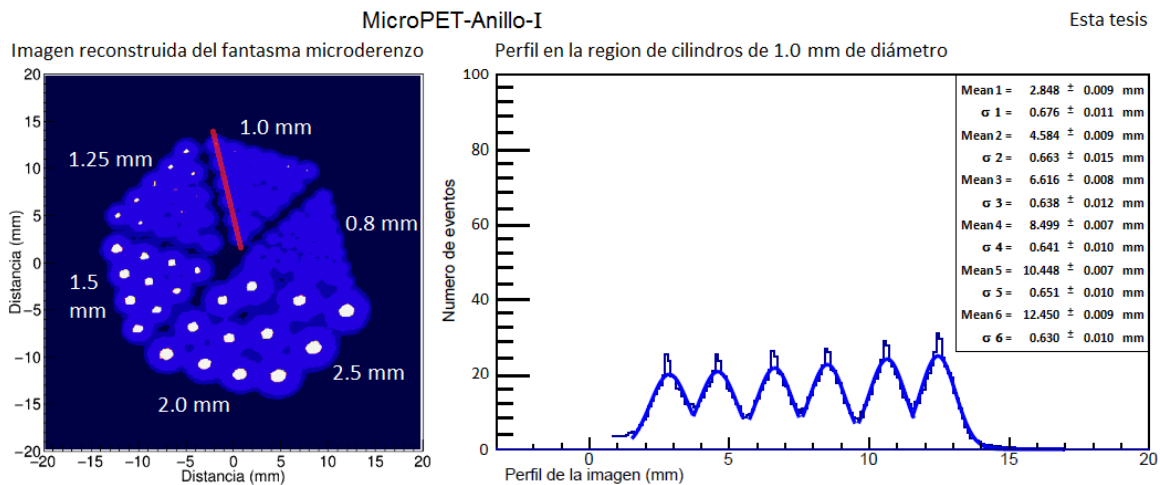 MicroPET-Anillo-I
Esta tesis
Imagen reconstruida del fantasma microderenzo
Perfil en la region de cilindros de 1.0 mm de diámetro
20
15
10
5
0
−5
−10
−15
−20
Distancia (mm)
1.0 mm
1.25 mm
0.8 mm
1.5
mm
2.5 mm
2.0 mm
−20
−15
−10
−5
0
5
10
15
20
Distancia (mm)
100
80
60
40
20
0
Numero de eventos
Mean 1 = 2.848 ± 0.009 mm
σ 1 = 0.676 ± 0.011 mm
Mean 2 = 4.584 ± 0.009 mm
σ 2 = 0.663 ± 0.015 mm
Mean 3 = 6.616 ± 0.008 mm
σ 3 = 0.638 ± 0.012 mm
Mean 4 = 8.499 ± 0.007 mm
σ 4 = 0.641 ± 0.010 mm
Mean 5 = 10.448 ± 0.007 mm
σ 5 = 0.651 ± 0.010 mm
Mean 6 = 12.450 ± 0.009 mm
σ 6 = 0.630 ± 0.010 mm
0
5
10
15
20
Perfil de la imagen (mm)